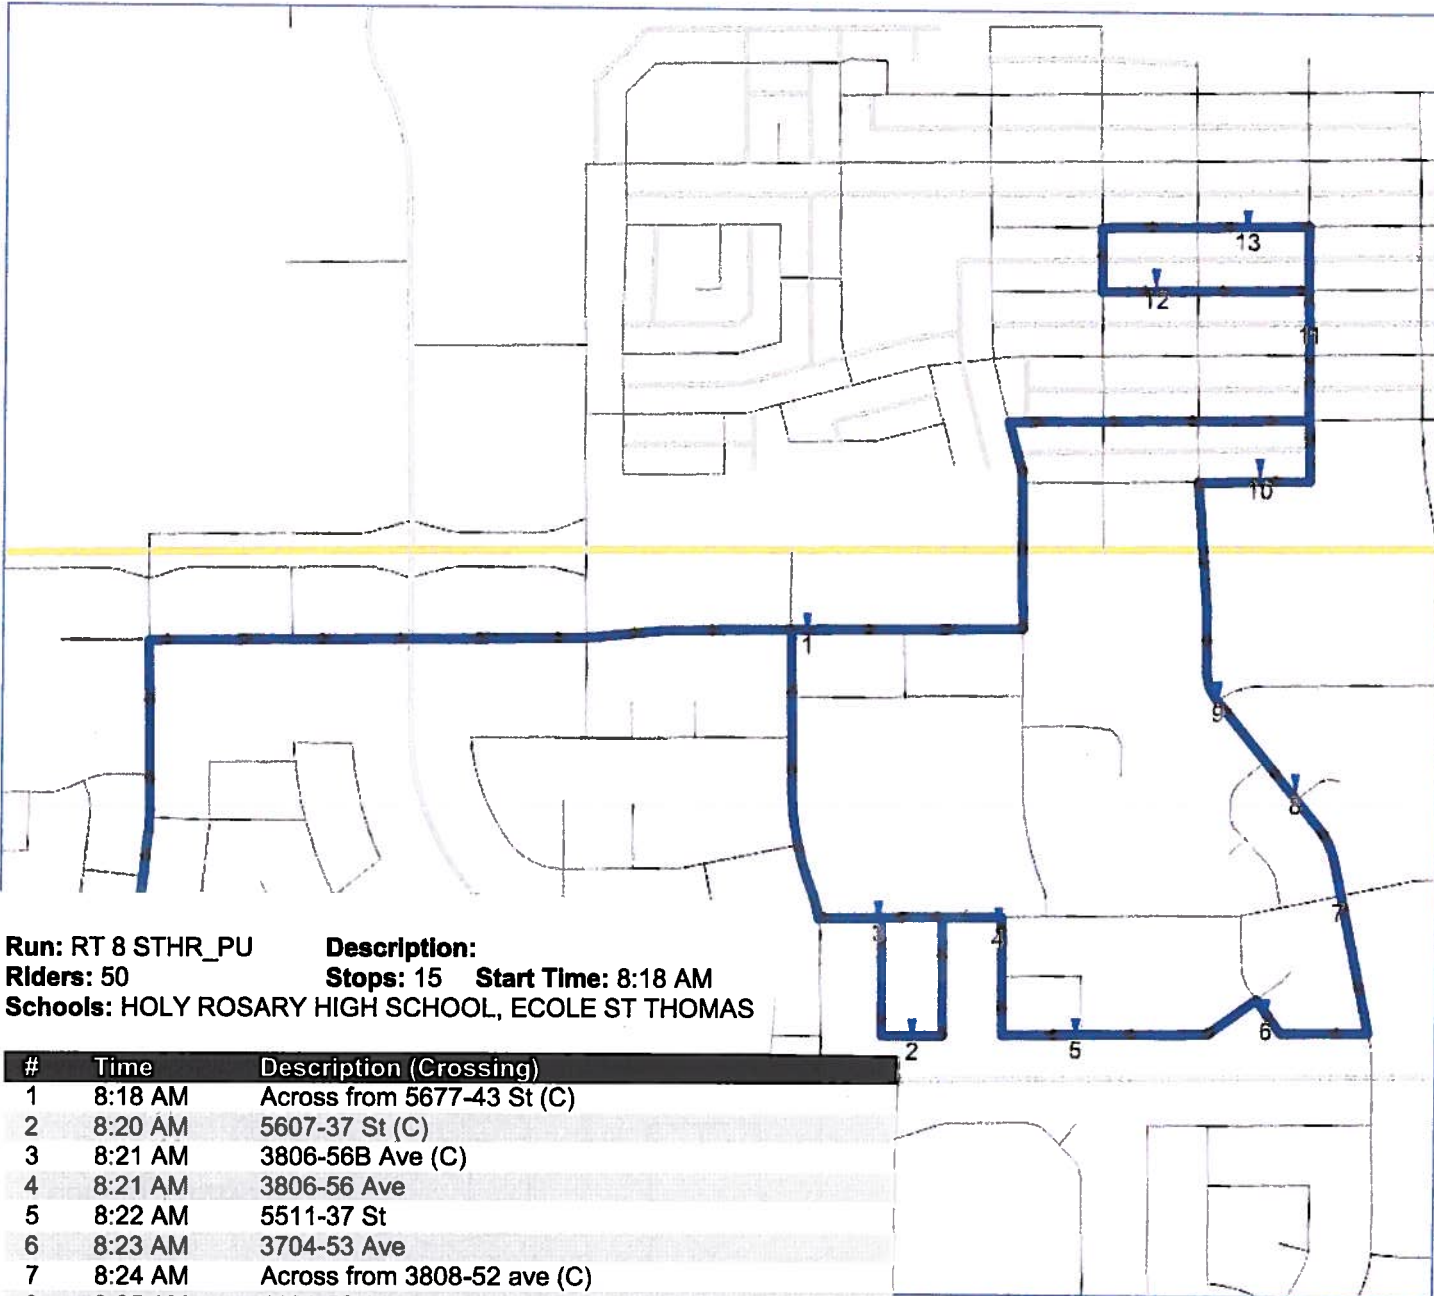 13
12
11
10
1
9
8
7
3
4
2
5
6
Run: RT 8 STHR_PU Description:
Riders: 50 Stops: 15 Start Time: 8:18 AM
Schools: HOLY ROSARY HIGH SCHOOL, ECOLE ST THOMAS
# Time Description (Crossing)
1 8:18 AM Across from 5677-43 St (C)
2 8:20 AM 5607-37 St (C)
3 8:21 AM 3806-56B Ave (C)
4 8:21 AM 3806-56 Ave
5 8:22 AM 5511-37 St
6 8:23 AM 3704-53 Ave
7 8:24 AM Across from 3808-52 ave (C)